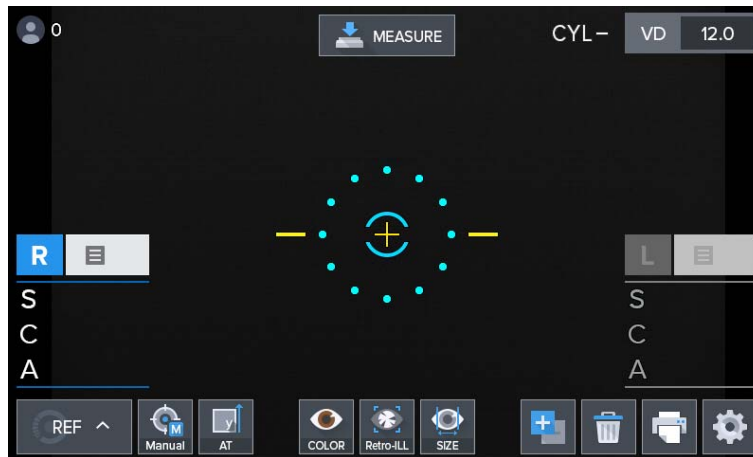 0
MEASURE
CYL-
VD 12.0
R
L
S
C
A
S
C
A
REF
M
Manual
y
AT
COLOR
Retro-ILL
SIZE